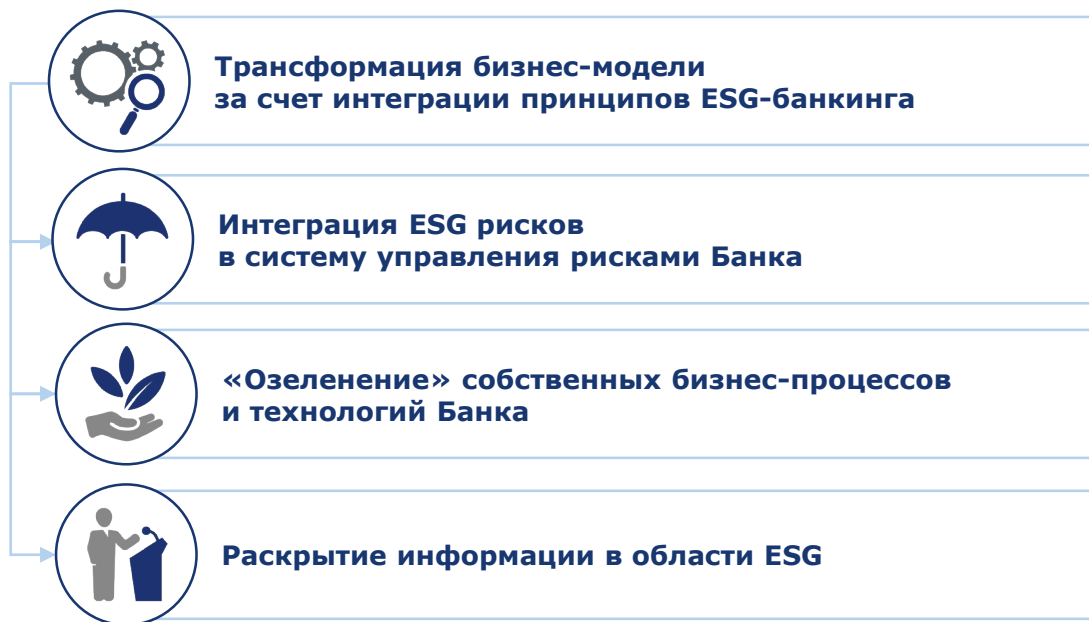 Трансформация бизнес-модели
за счет интеграции принципов ESG-банкинга
Интеграция ESG рисков
в систему управления рисками Банка
«Озеленение» собственных бизнес-процессов
и технологий Банка
Раскрытие информации в области ESG